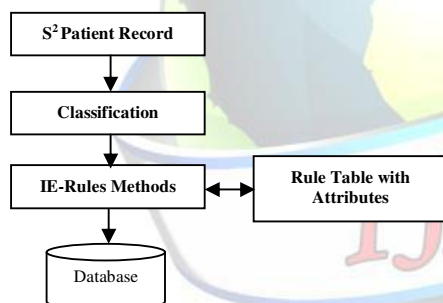 S² Patient Record
Classification
IE-Rules Methods
Rule Table with
Attributes
Database